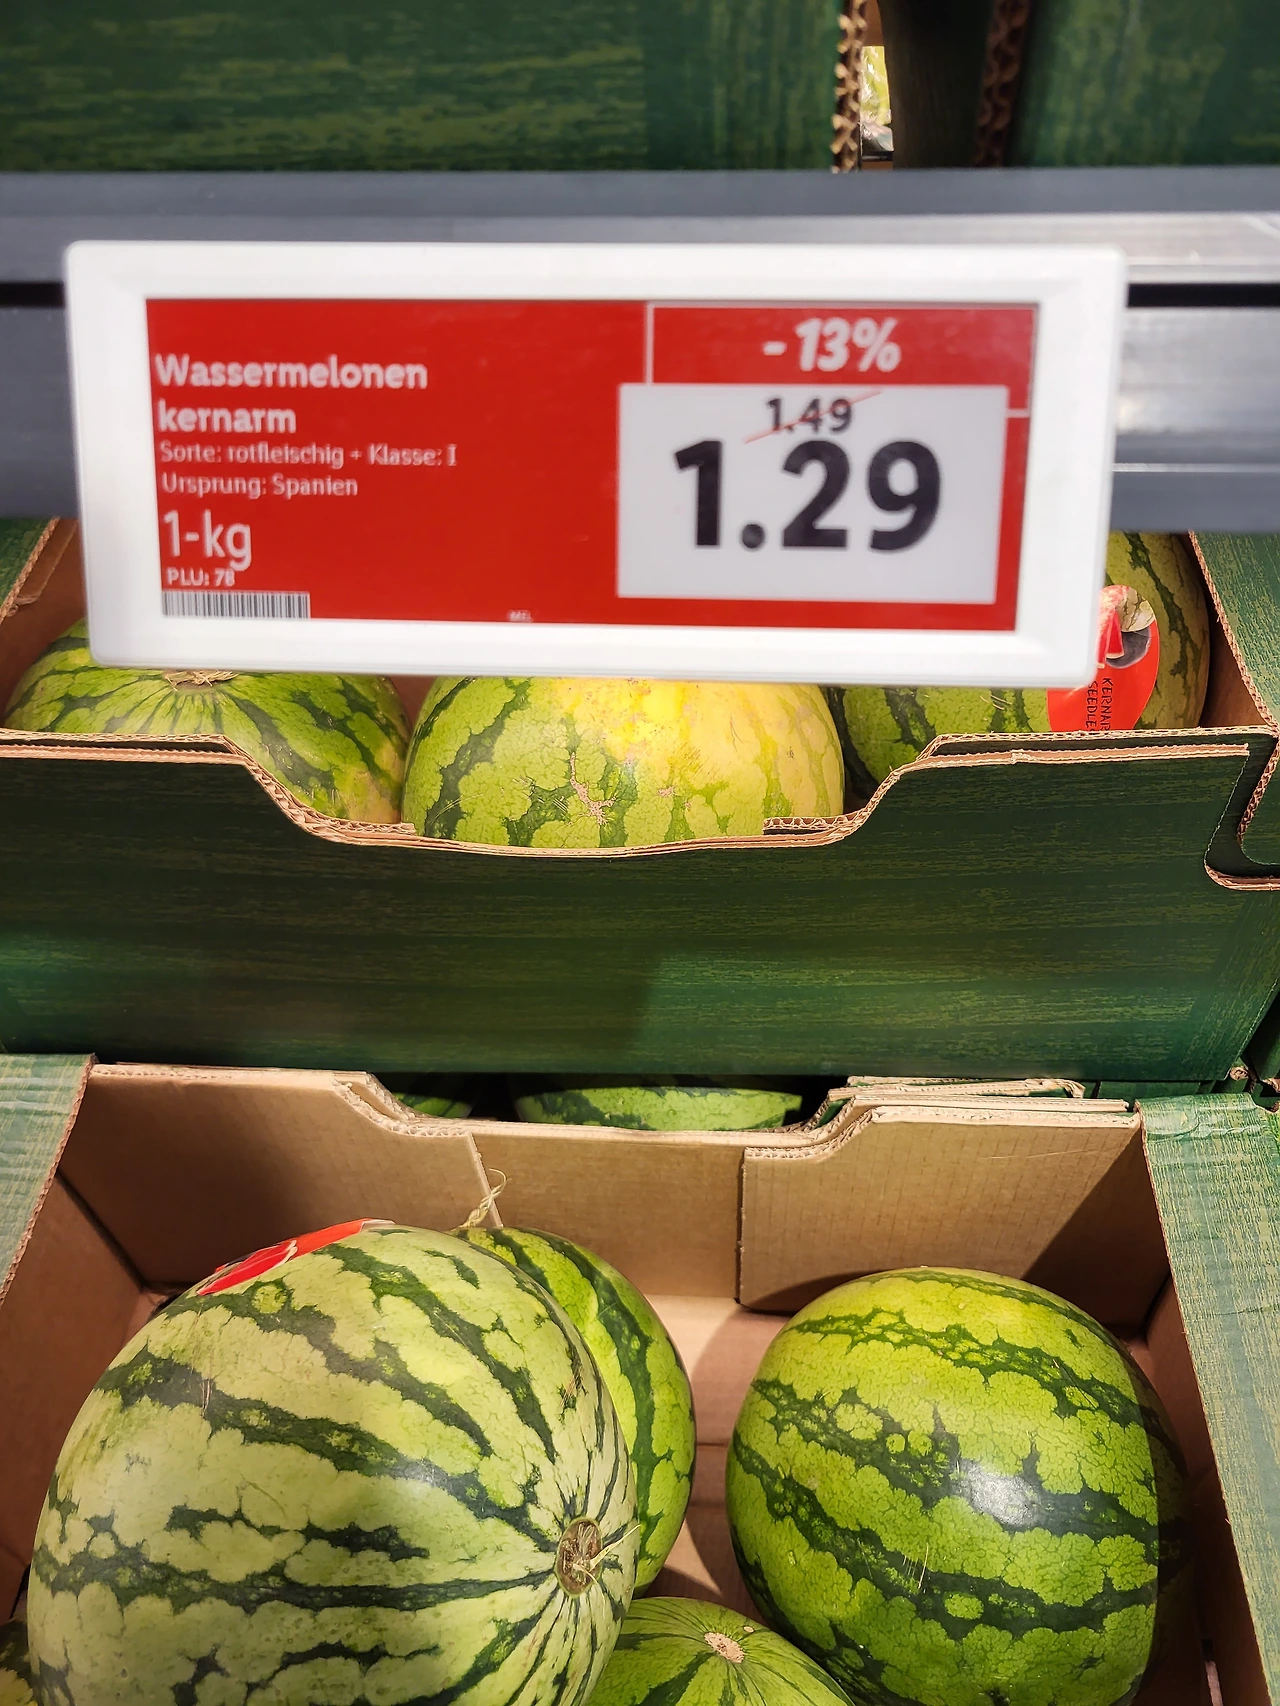 Wassermelonen
kernarm
Sorte: rotfleischig + Klasse: I
Ursprung: Spanien
1-kg
PLU: 78
- 13%
1.49
1.29